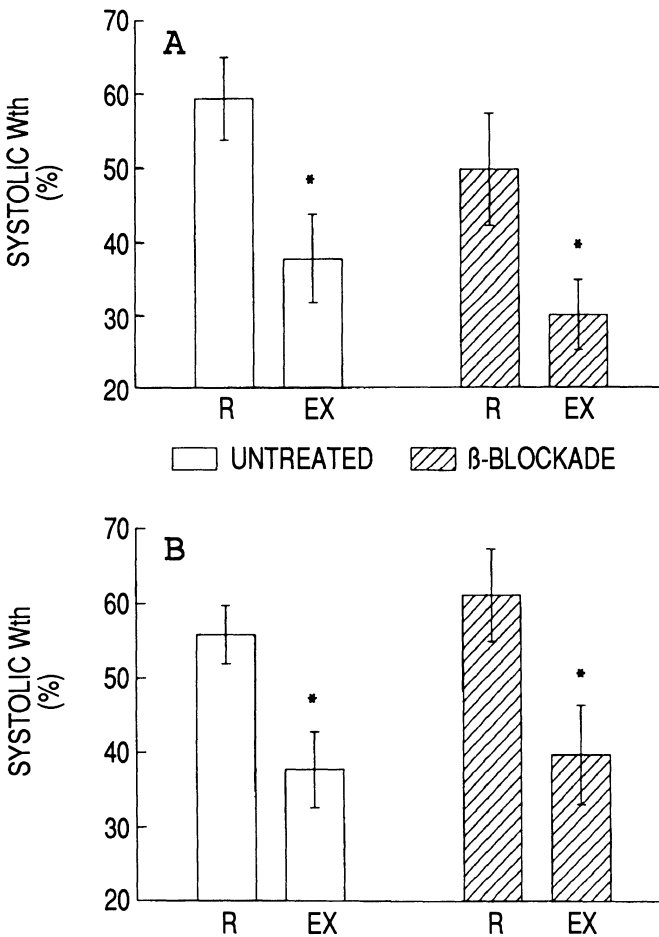 A
70
60
50
40
30
20
SYSTOLIC Wth
(%)
*
*
R EX R EX
UNTREATED ß-BLOCKADE
B
70
60
50
40
30
20
SYSTOLIC Wth
(%)
*
*
R EX R EX